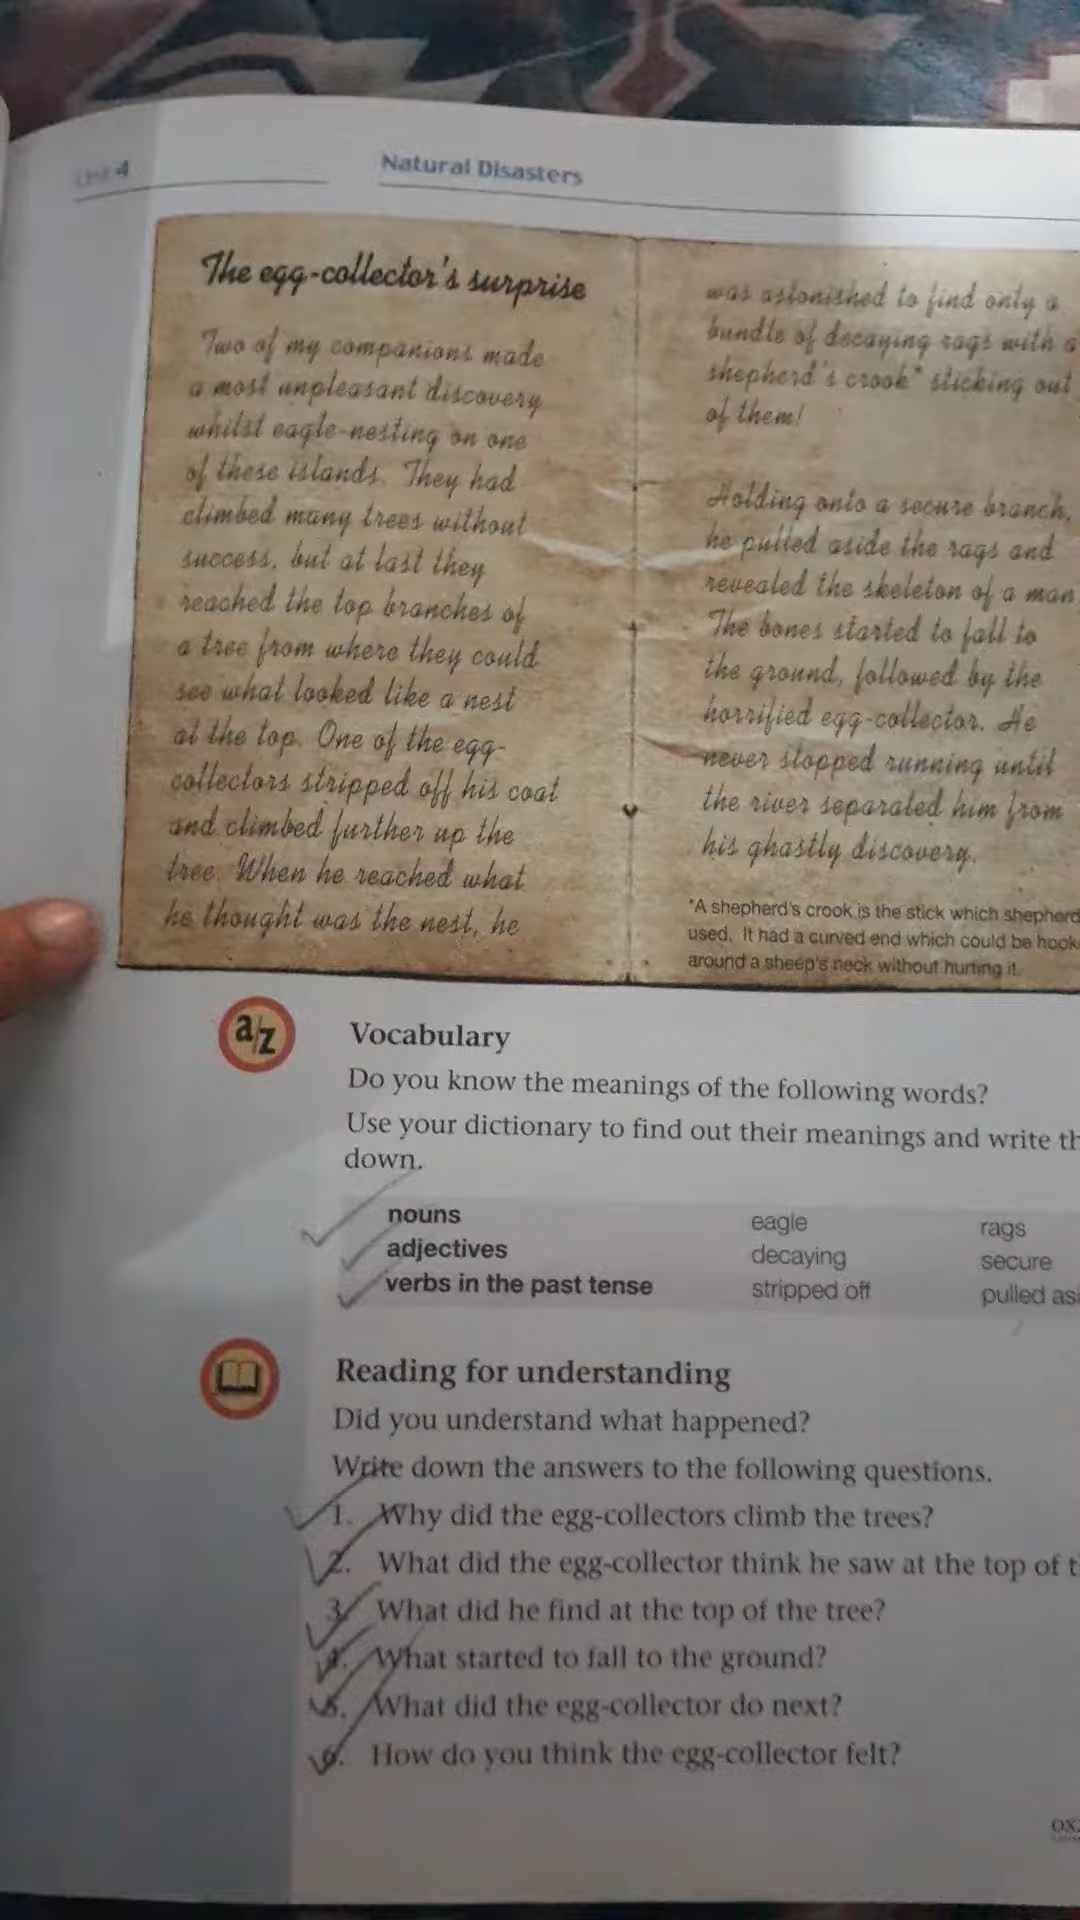 Unit 4
Natural Disasters
The egg-collector's surprise
Two of my companions made
a most unpleasant discovery
whilst eagle-nesting on one
of these islands. They had
climbed many trees without
success, but at last they
reached the top branches of
a tree from where they could
see what looked like a nest
at the top. One of the egg-
collectors stripped off his coat
and climbed further up the
tree. When he reached what
he thought was the nest, he
was astonished to find only a
bundle of decaying rags with a
shepherd's crook* sticking out
of them!
Holding onto a secure branch,
he pulled aside the rags and
revealed the skeleton of a man
The bones started to fall to
the ground, followed by the
horrified egg-collector. He
never stopped running until
the river separated him from
his ghastly discovery.
*A shepherd's crook is the stick which shepherd
used. It had a curved end which could be hook
around a sheep's neck without hurting it.
a/z
Vocabulary
Do you know the meanings of the following words?
Use your dictionary to find out their meanings and write th
down.
nouns eagle rags
adjectives decaying secure
verbs in the past tense stripped off pulled asi
Reading for understanding
Did you understand what happened?
Write down the answers to the following questions.
1. Why did the egg-collectors climb the trees?
2. What did the egg-collector think he saw at the top of t
3. What did he find at the top of the tree?
4. What started to fall to the ground?
5. What did the egg-collector do next?
6. How do you think the egg-collector felt?
OX